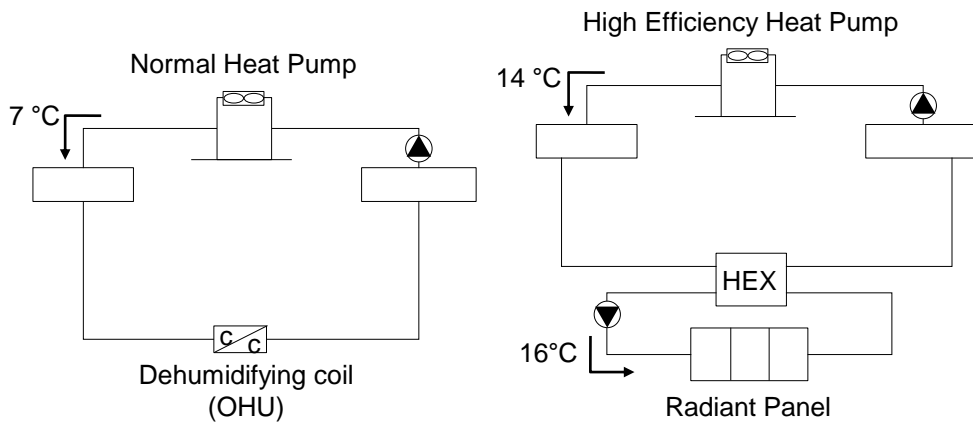 Normal Heat Pump
7 °C
C
C
Dehumidifying coil
(OHU)
High Efficiency Heat Pump
14 °C
HEX
16°C
Radiant Panel